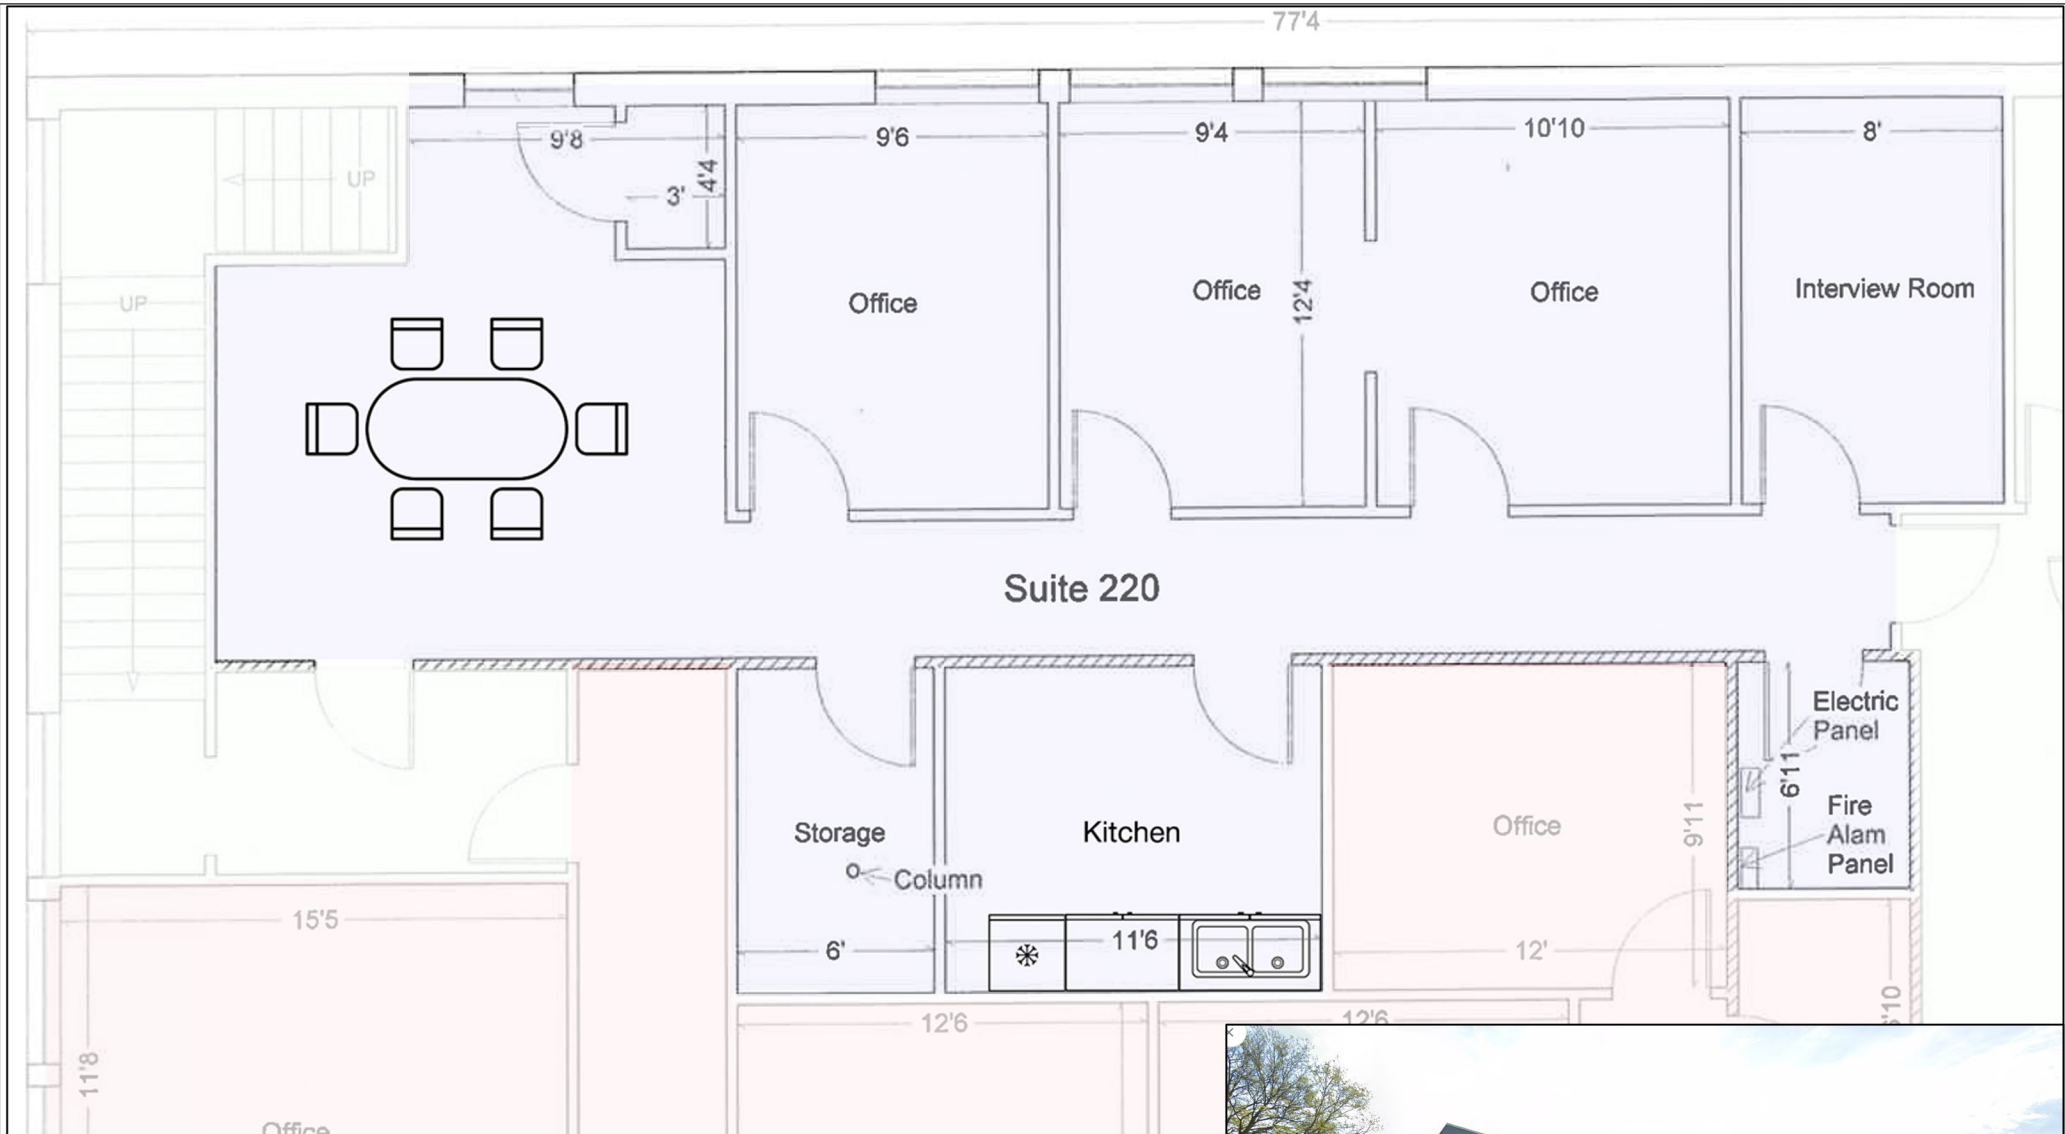 77'4
9'8
9'6
9'4
10'10
8'
UP
3'
4'4
UP
Office
Office
12'4
Office
Interview Room
Suite 220
Electric
Panel
6'11
Fire
Alam
Panel
Storage
Column
6'
Kitchen
11'6
Office
9'11
12'
15'5
11'8
Office
12'6
12'6